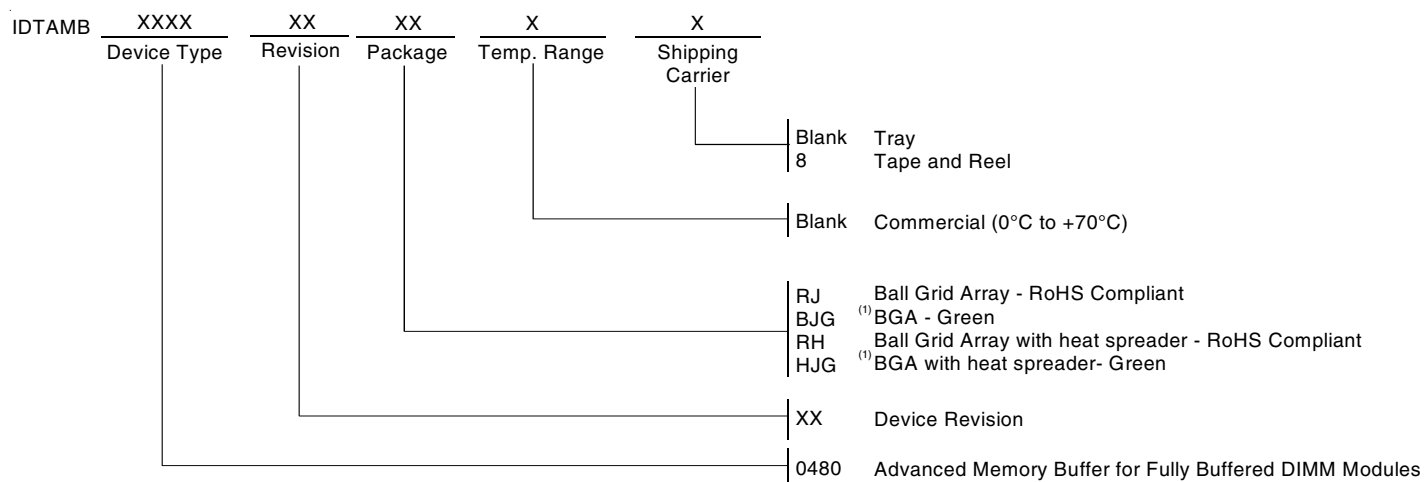 IDTAMB XXXX XX XX X X
Device Type Revision Package Temp. Range Shipping
Carrier
Blank Tray
8 Tape and Reel
Blank Commercial (0°C to +70°C)
RJ Ball Grid Array - RoHS Compliant
BJG (1) BGA - Green
RH Ball Grid Array with heat spreader - RoHS Compliant
HJG (1) BGA with heat spreader- Green
XX Device Revision
0480 Advanced Memory Buffer for Fully Buffered DIMM Modules